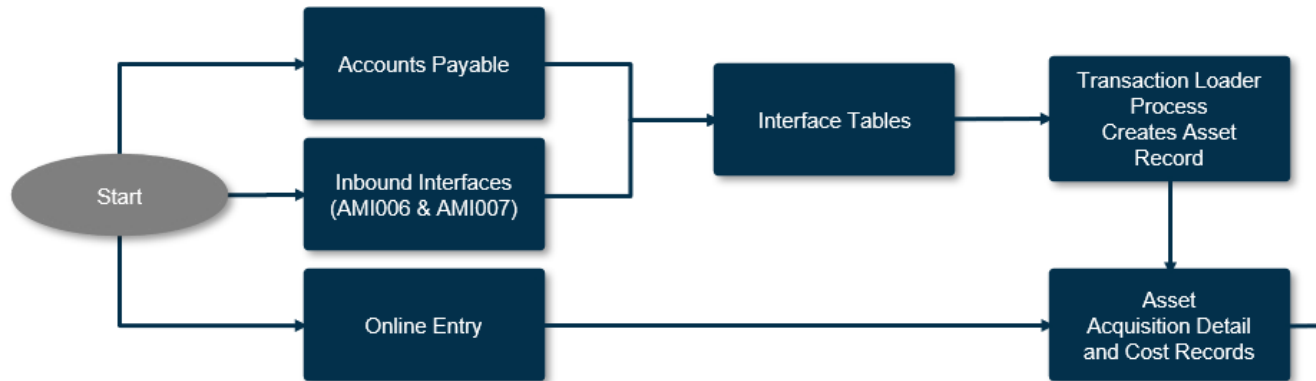 Accounts Payable
Interface Tables
Transaction Loader
Process
Creates Asset
Record
Start
Inbound Interfaces
(AMI006 & AMI007)
Online Entry
Asset
Acquisition Detail
and Cost Records